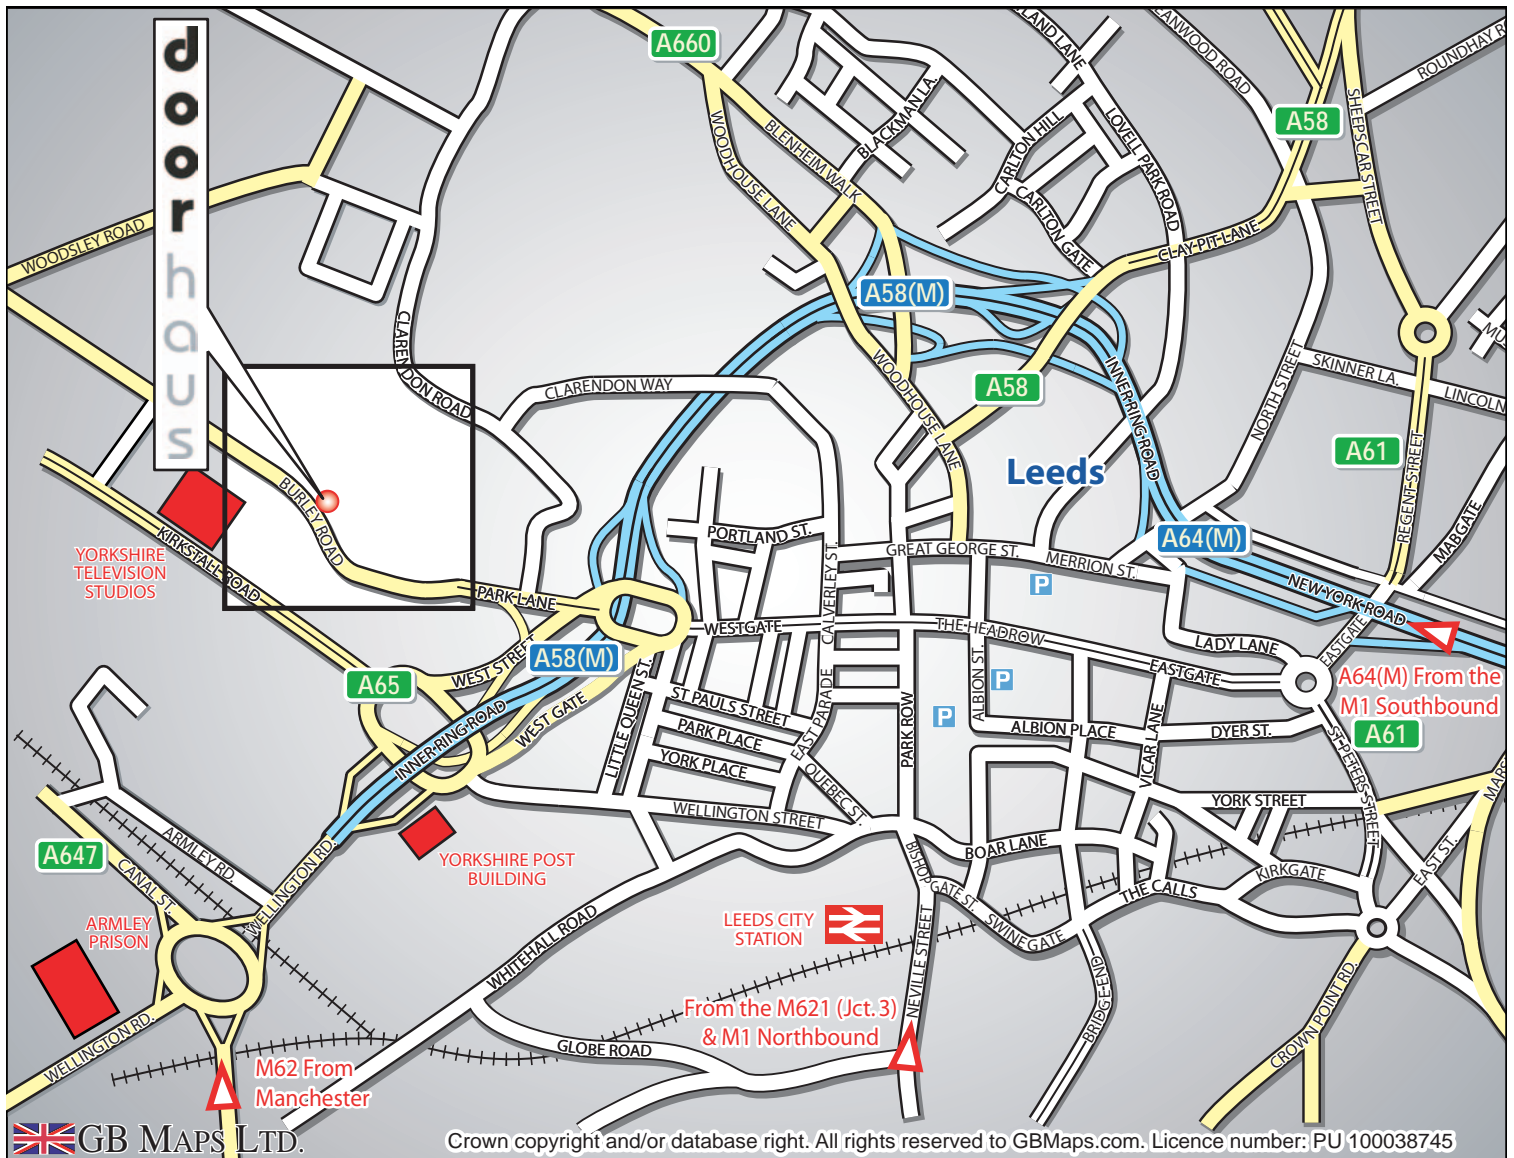 door
haus
A660
BLENHEIM WALK
WOODHOUSE LANE
BLACKMAN LA.
CARLTON HILL
CARLTON GATE
LOVELL PARK ROAD
ROUNDHAY R
A58
SHEEPSCAR STREET
CLAY PIT LANE
WOODSLEY ROAD
A58(M)
CLARENDON ROAD
CLARENDON WAY
WOODHOUSE LANE
A58
INNER RING ROAD
NORTH STREET
SKINNER LA.
LINCOLN
A61
REGENT STREET
MABGATE
Leeds
BURLEY ROAD
KIRKSTALL ROAD
YORKSHIRE
TELEVISION
STUDIOS
PORTLAND ST.
CALVERLEY ST.
GREAT GEORGE ST.
MERRION ST.
A64(M)
P
NEW YORK ROAD
PARK LANE
WESTGATE
THE HEADROW
LADY LANE
EASTGATE
EASTGATE
A58(M)
WEST STREET
A65
WEST GATE
INNER RING ROAD
LITTLE QUEEN ST.
ST PAULS STREET
PARK PLACE
YORK PLACE
EAST PARADE
QUEBEC ST.
PARK ROW
ALBION ST.
P
P
ALBION PLACE
VICAR LANE
DYER ST.
A64(M) From the
M1 Southbound
A61
ST PETERS STREET
YORK STREET
WELLINGTON STREET
BOAR LANE
BISHOP
GATE ST.
SWINEGATE
THE CALLS
KIRKGATE
EAST ST.
A647
CANAL ST.
ARMLEY RD.
WELLINGTON RD.
YORKSHIRE POST
BUILDING
ARMLEY
PRISON
LEEDS CITY
STATION
WHITEHALL ROAD
NEVILLE STREET
From the M621 (Jct. 3)
& M1 Northbound
GLOBE ROAD
BRIDGE END
CROWN POINT RD.
WELLINGTON RD.
M62 From
Manchester
GB MAPS LTD.
Crown copyright and/or database right. All rights reserved to GBMaps.com. Licence number: PU 100038745